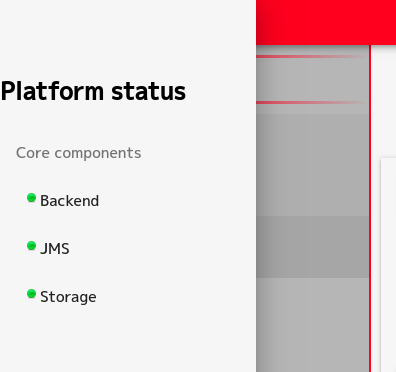 Platform status
Core components
Backend
JMS
Storage